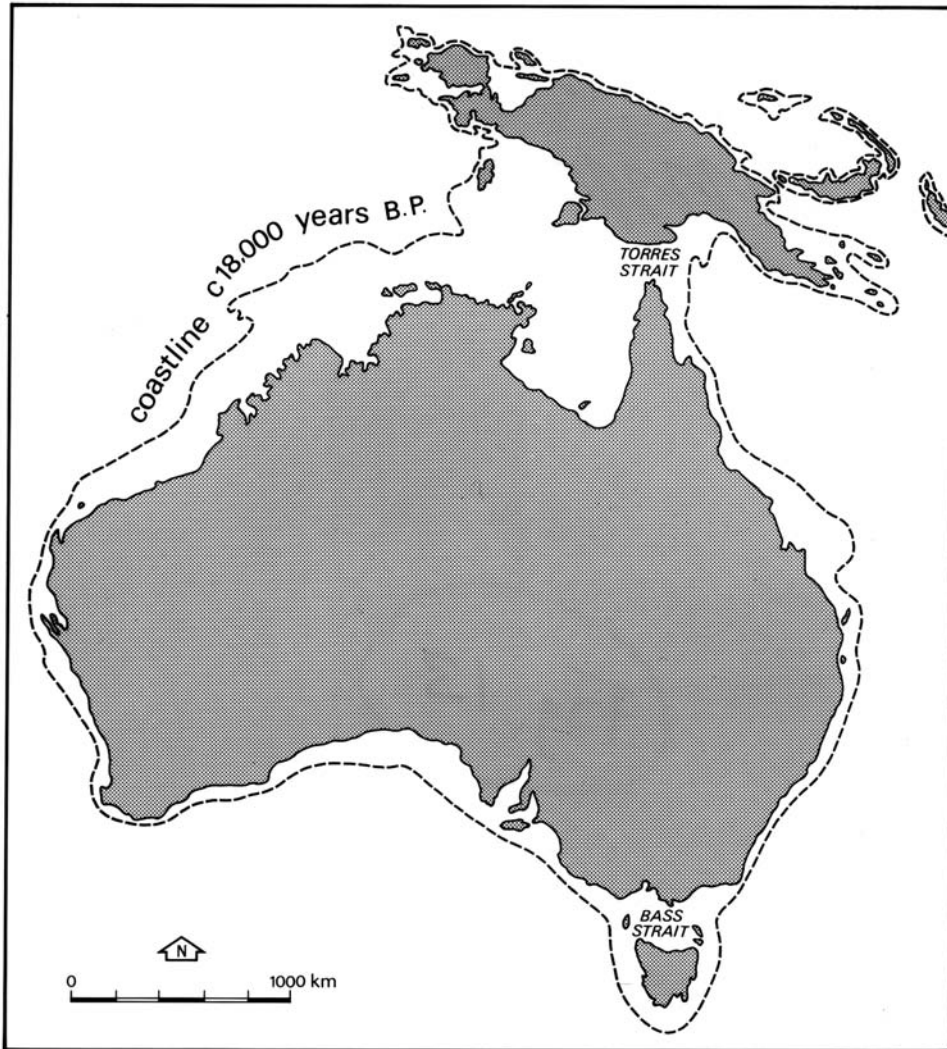 coastline c18.000 years B.P.
TORRES
STRAIT
BASS
STRAIT
N
0 1000 km